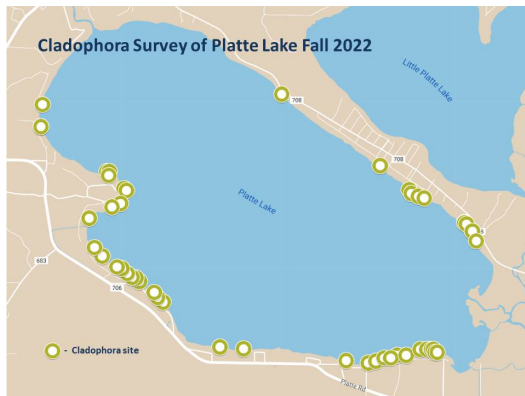 Cladophora Survey of Platte Lake Fall 2022
Little Platte Lake
708
708
Platte Lake
683
706
- Cladophora site
Platte Rd